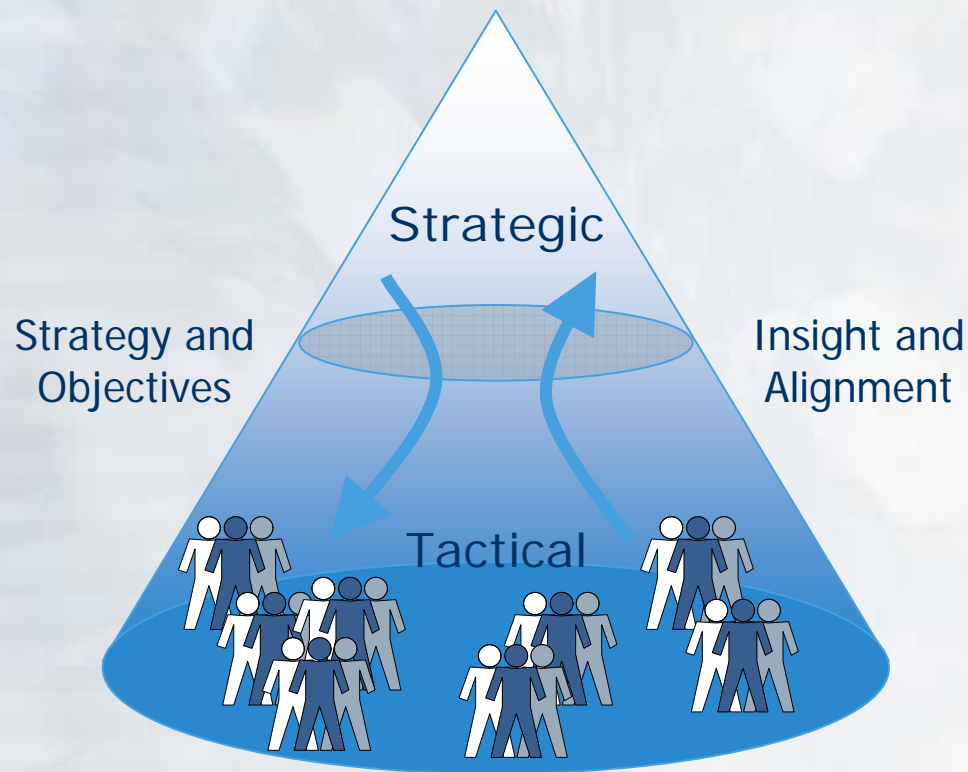 Strategic
Strategy and
Objectives
Insight and
Alignment
Tactical